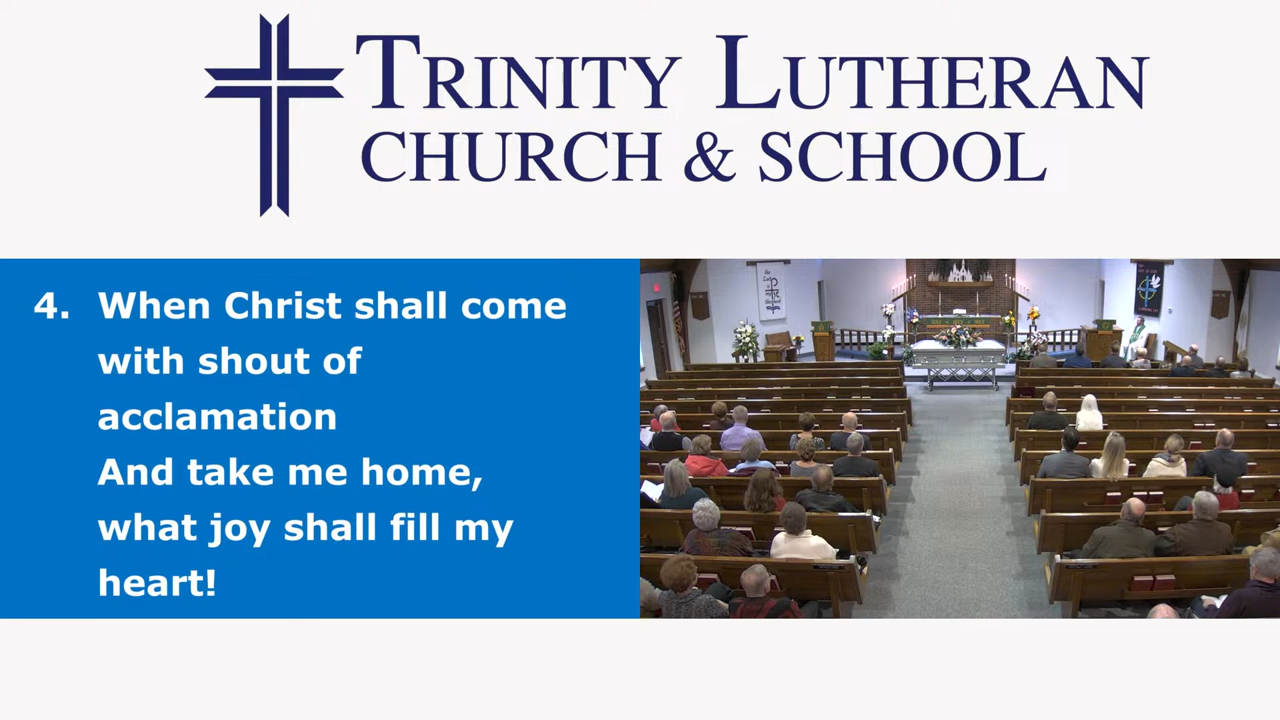 TRINITY LUTHERAN
CHURCH & SCHOOL
4. When Christ shall come
with shout of
acclamation
And take me home,
what joy shall fill my
heart!